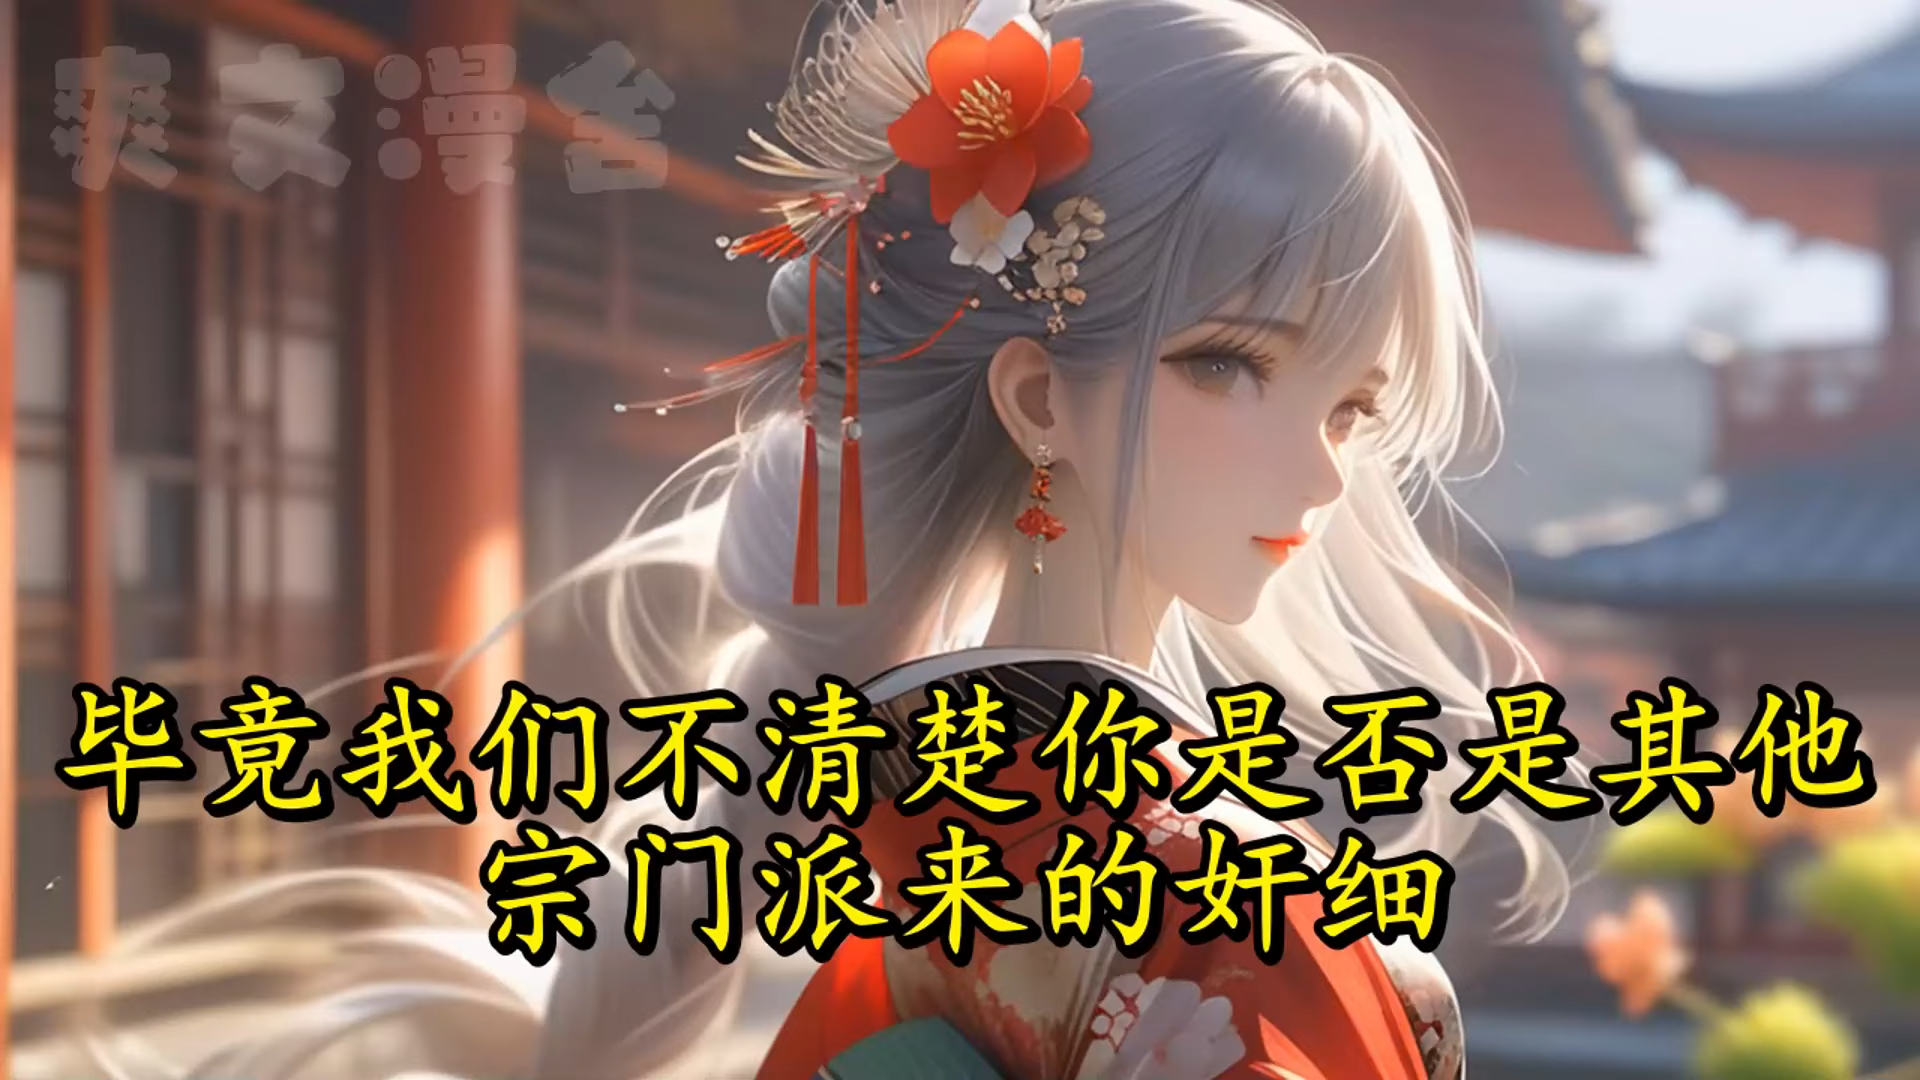 爽文漫舍
毕竟我们不清楚你是否是其他
宗门派来的奸细